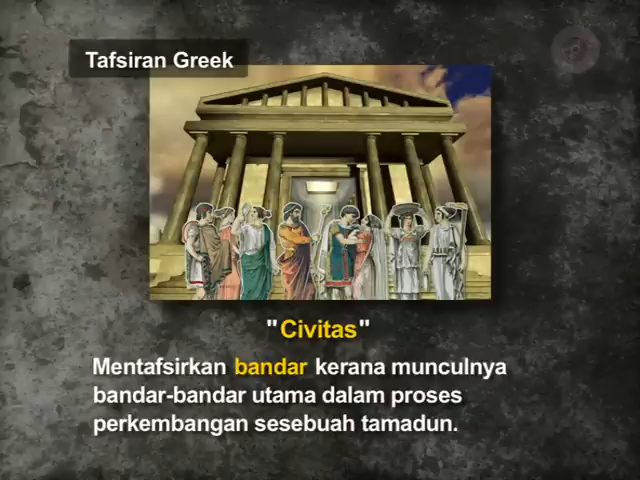 Tafsiran Greek
"Civitas"
Mentafsirkan bandar kerana munculnya
bandar-bandar utama dalam proses
perkembangan sesebuah tamadun.